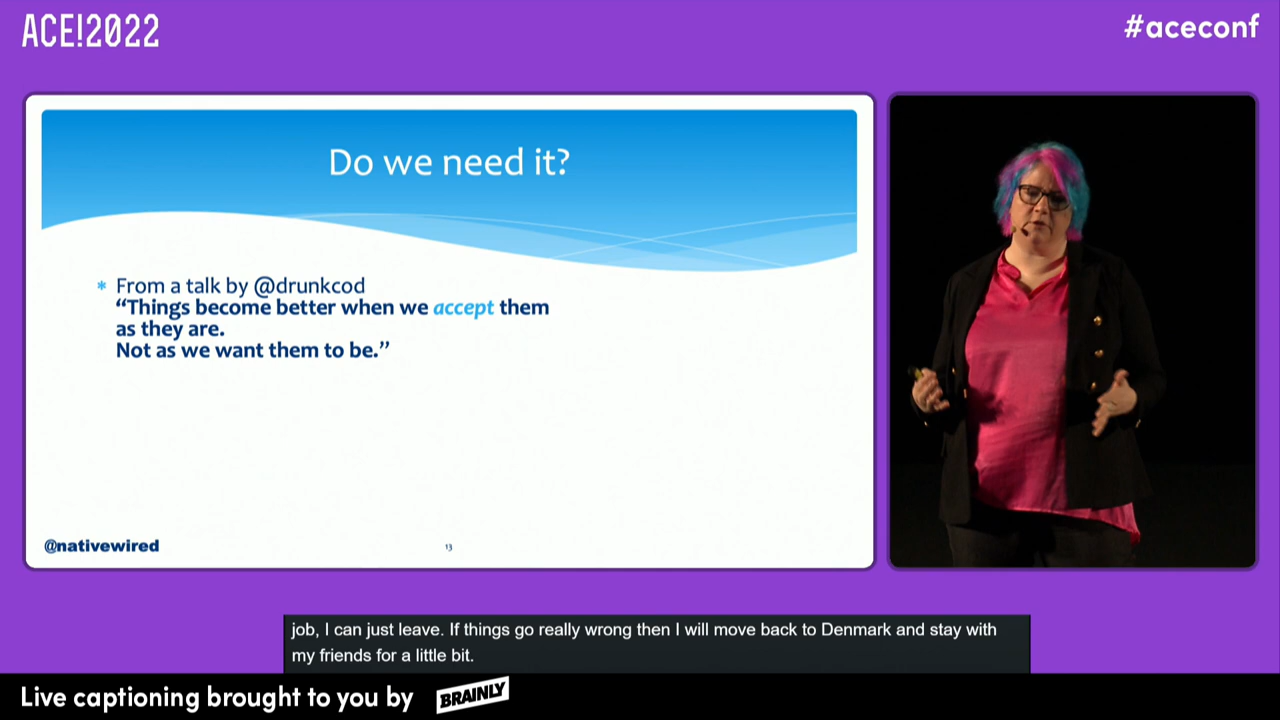 ACE!2022
#aceconf
Do we need it?
* From a talk by @drunkcod
“Things become better when we accept them
as they are.
Not as we want them to be.”
@nativewired
13
job, I can just leave. If things go really wrong then I will move back to Denmark and stay with
my friends for a little bit.
Live captioning brought to you by BRAINLY